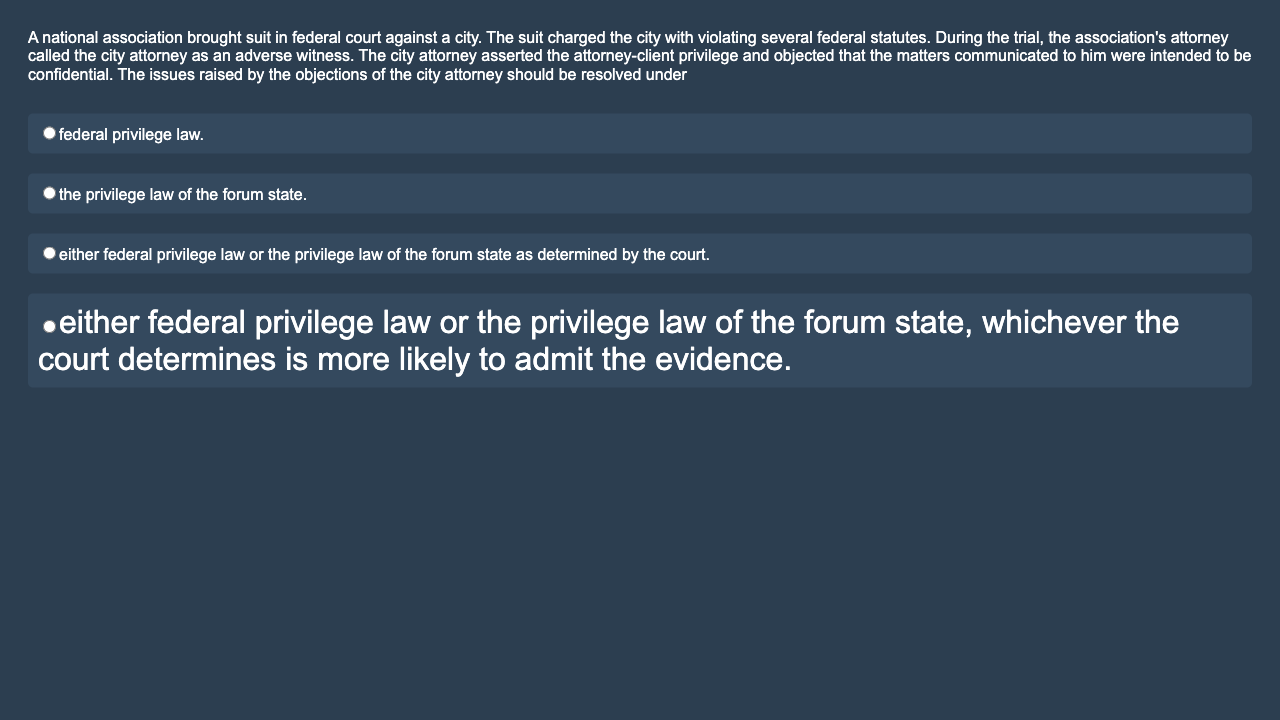 A national association brought suit in federal court against a city. The suit charged the city with violating several federal statutes. During the trial, the association's attorney
called the city attorney as an adverse witness. The city attorney asserted the attorney-client privilege and objected that the matters communicated to him were intended to be
confidential. The issues raised by the objections of the city attorney should be resolved under
federal privilege law.
the privilege law of the forum state.
either federal privilege law or the privilege law of the forum state as determined by the court.
either federal privilege law or the privilege law of the forum state, whichever the
court determines is more likely to admit the evidence.